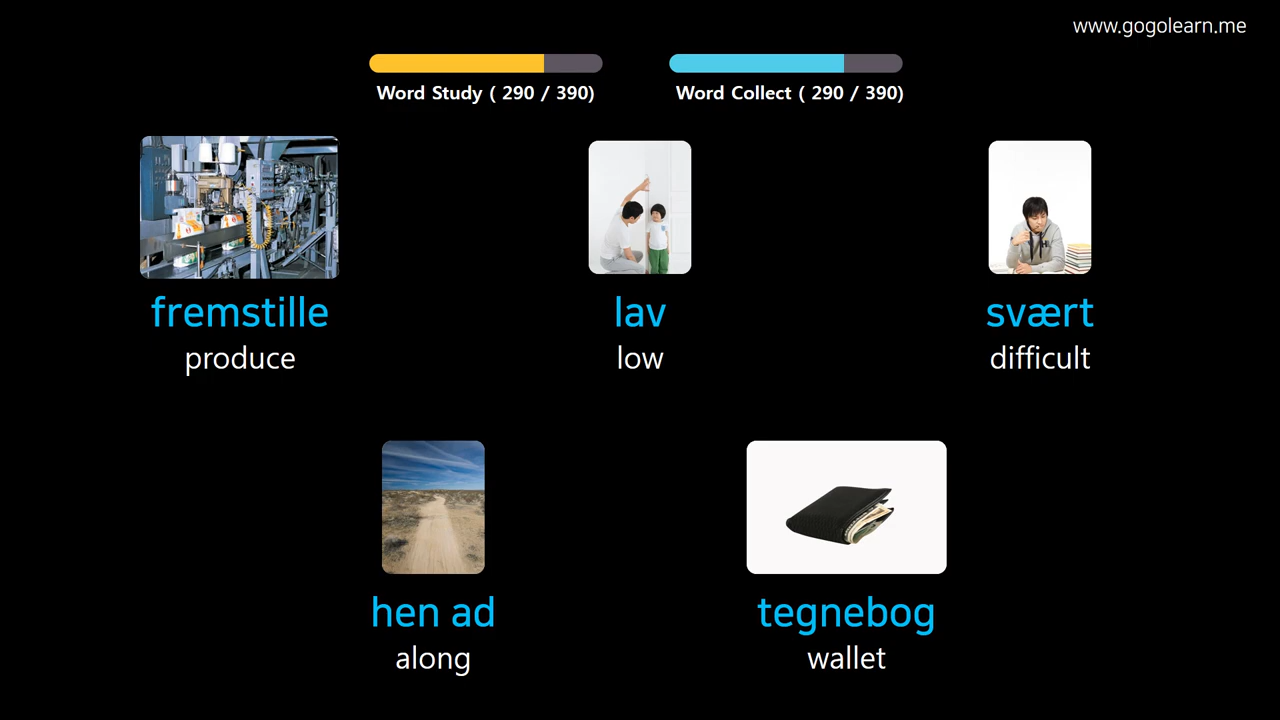 www.gogolearn.me
Word Study ( 290 / 390)
Word Collect ( 290 / 390)
fremstille
produce
lav
low
svært
difficult
hen ad
along
tegnebog
wallet